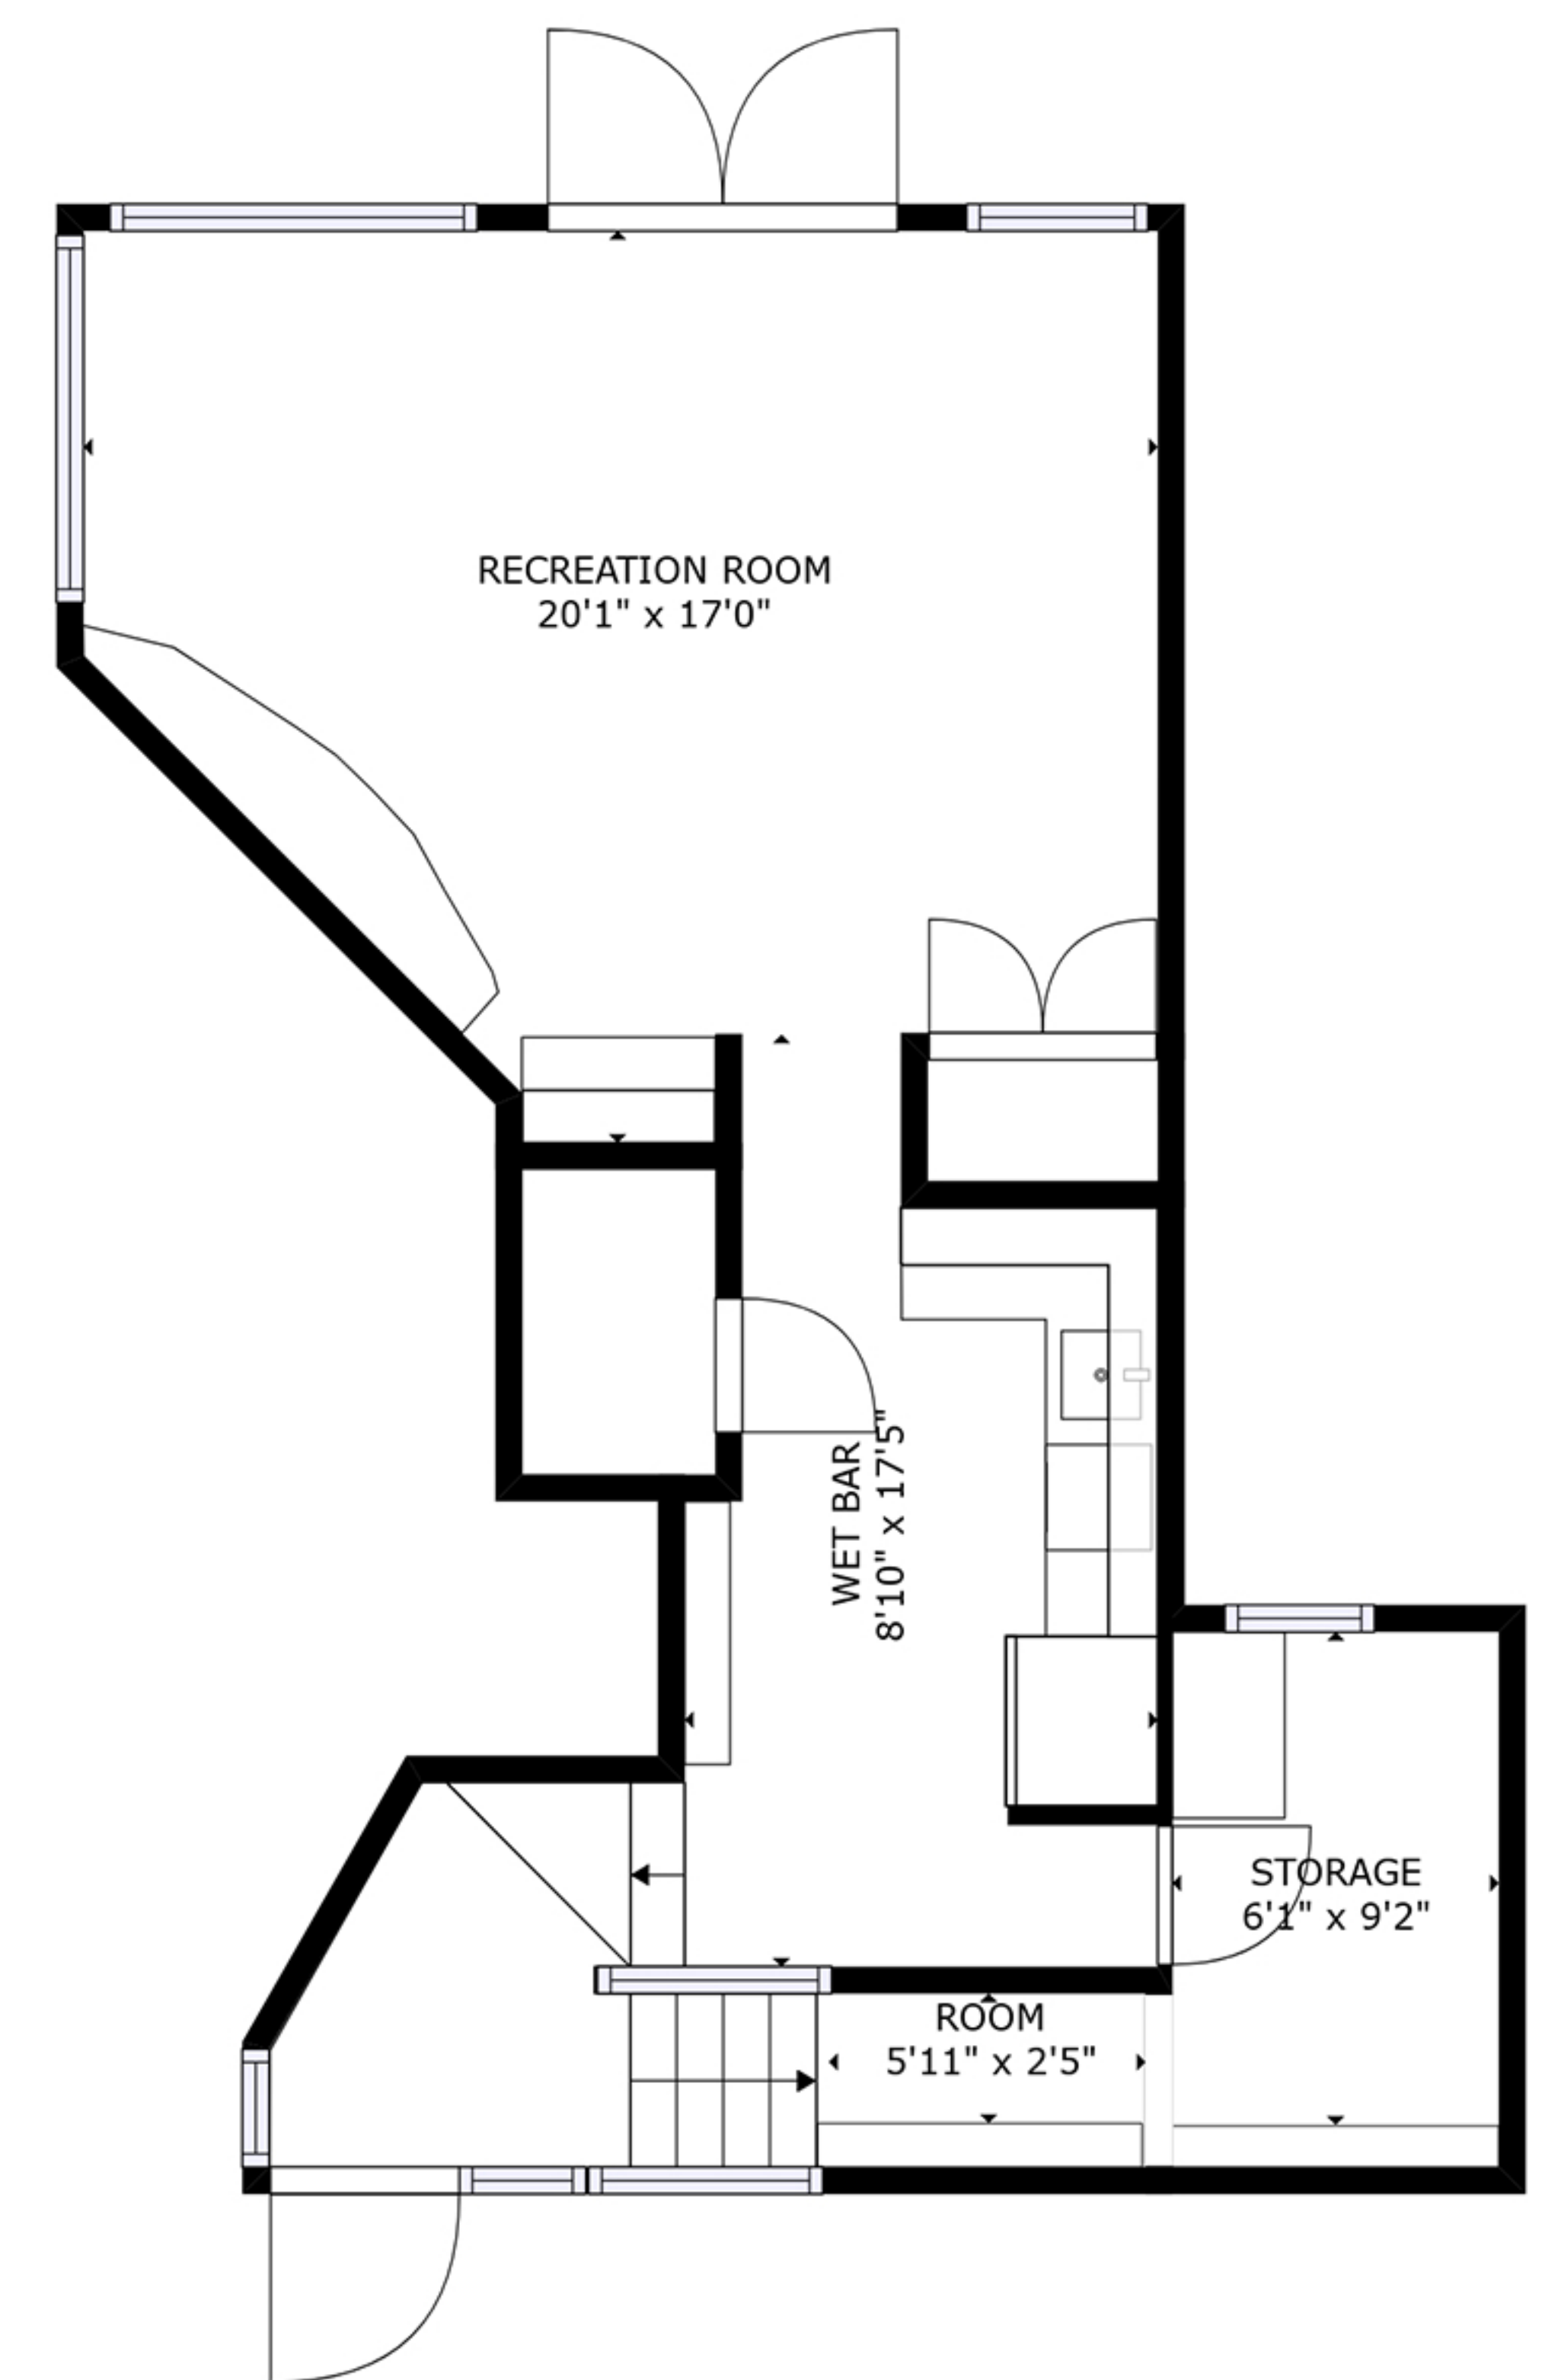 RECREATION ROOM
20'1" x 17'0"
WET BAR
8'10" x 17'5"
STORAGE
6'1" x 9'2"
ROOM
5'11" x 2'5"